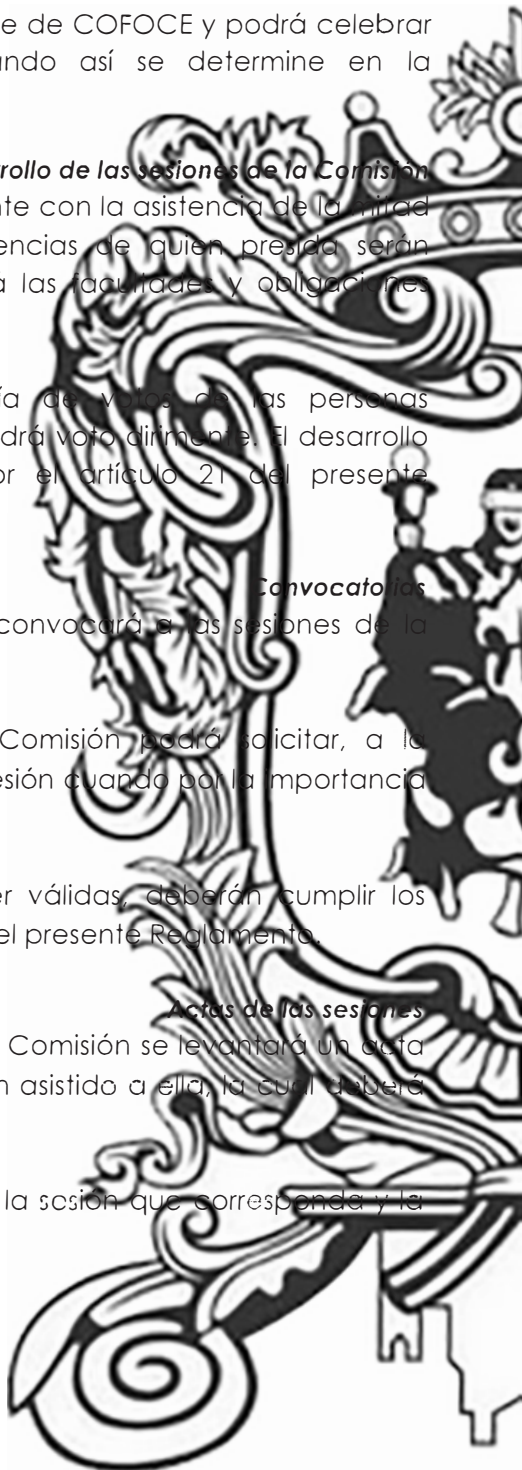 e de COFOCE y podrá celebrar
ando así se determine en la
rrollo de las sesiones de la Comisión
nte con la asistencia de la mitad
encias de quien presida serán
a las facultades y obligaciones
ía de votos de las personas
drá voto dirimente. El desarrollo
or el artículo 21 del presente
Convocatorias
convocará a las sesiones de la
Comisión podrá solicitar, a la
esión cuando por la importancia
er válidas, deberán cumplir los
el presente Reglamento.
Actas de las sesiones
Comisión se levantará un acta
n asistido a ella, la cual deberá
la sesión que corresponda y la